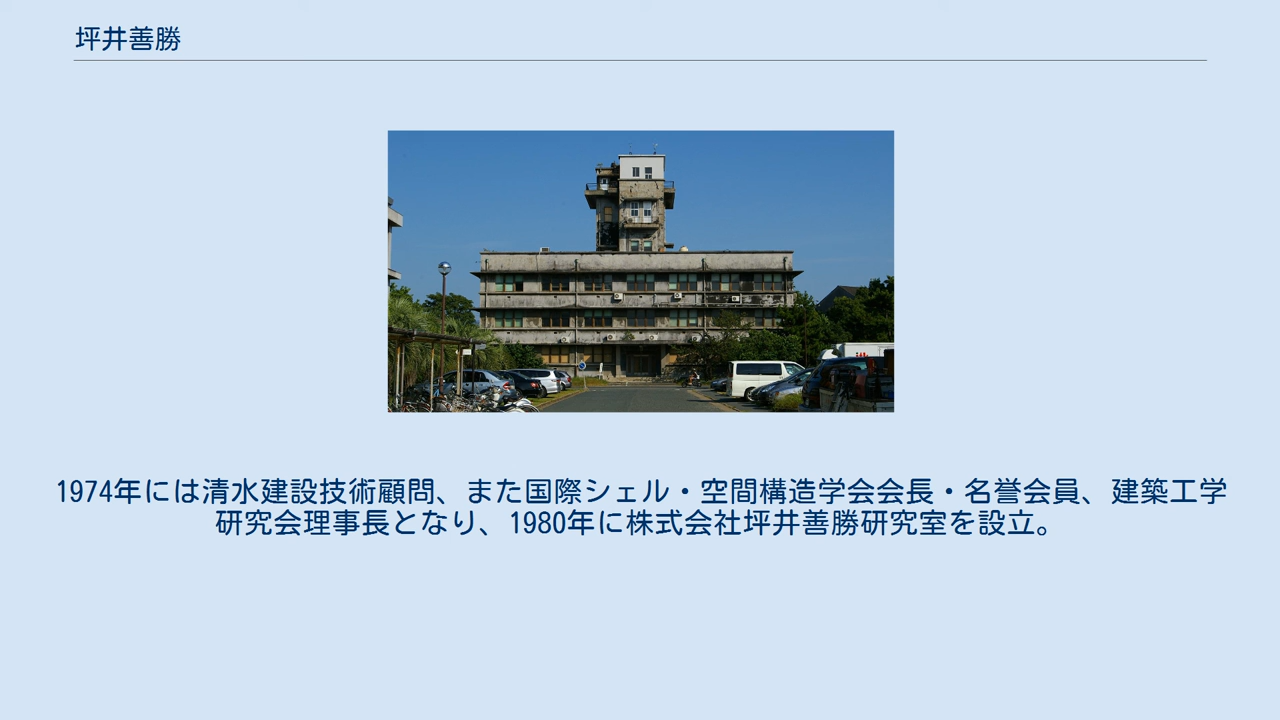 坪井善勝
1974年には清水建設技術顧問、また国際シェル・空間構造学会会長・名誉会員、建築工学
研究会理事長となり、1980年に株式会社坪井善勝研究室を設立。